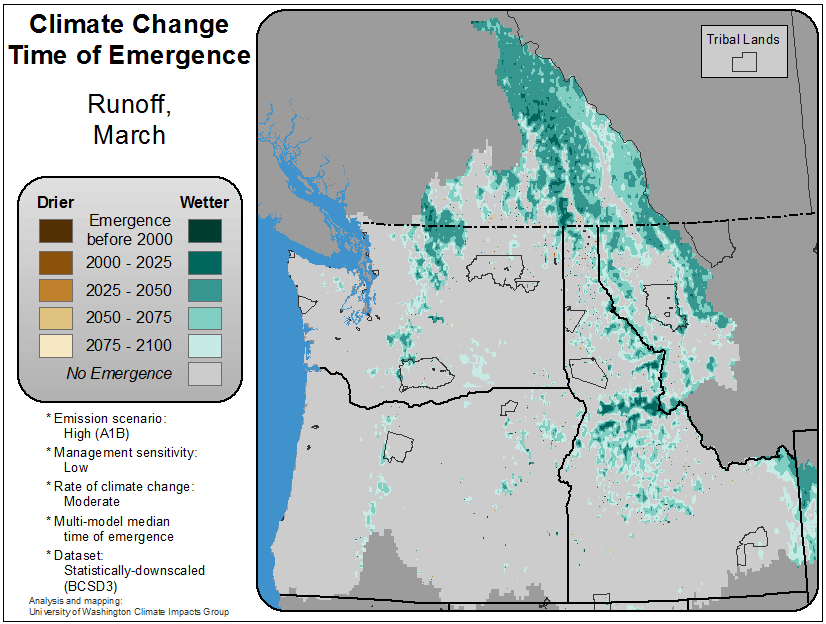 Climate Change
Time of Emergence
Runoff,
March
Tribal Lands
Drier Wetter
Emergence
before 2000
2000 - 2025
2025 - 2050
2050 - 2075
2075 - 2100
No Emergence
* Emission scenario:
High (A1B)
* Management sensitivity:
Low
* Rate of climate change:
Moderate
* Multi-model median
time of emergence
* Dataset:
Statistically-downscaled
(BCSD3)
Analysis and mapping:
University of Washington Climate Impacts Group